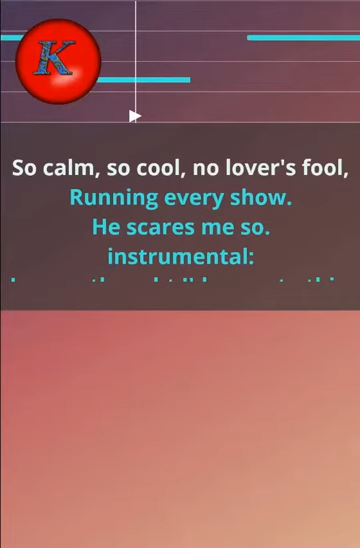 K
So calm, so cool, no lover's fool,
Running every show.
He scares me so.
instrumental: